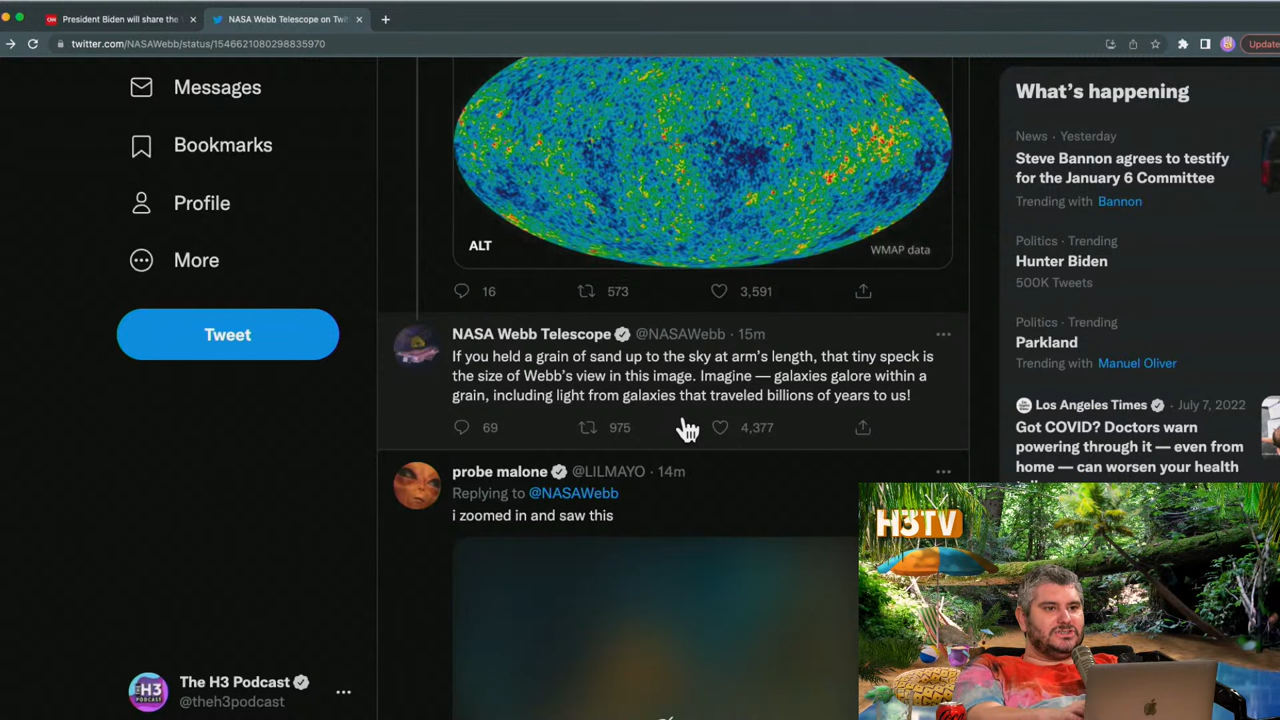 President Biden will share the
NASA Webb Telescope on Twit
twitter.com/NASAWebb/status/1546621080298835970
Update
Messages
Bookmarks
Profile
More
Tweet
The H3 Podcast
@theh3podcast
ALT
WMAP data
16 573 3,591
NASA Webb Telescope @NASAWebb · 15m
If you held a grain of sand up to the sky at arm's length, that tiny speck is
the size of Webb's view in this image. Imagine — galaxies galore within a
grain, including light from galaxies that traveled billions of years to us!
69 975 4,377
probe malone @LILMAYO · 14m
Replying to @NASAWebb
i zoomed in and saw this
What's happening
News · Yesterday
Steve Bannon agrees to testify
for the January 6 Committee
Trending with Bannon
Politics · Trending
Hunter Biden
500K Tweets
Politics · Trending
Parkland
Trending with Manuel Oliver
Los Angeles Times · July 7, 2022
Got COVID? Doctors warn
powering through it — even from
home — can worsen your health
H3TV